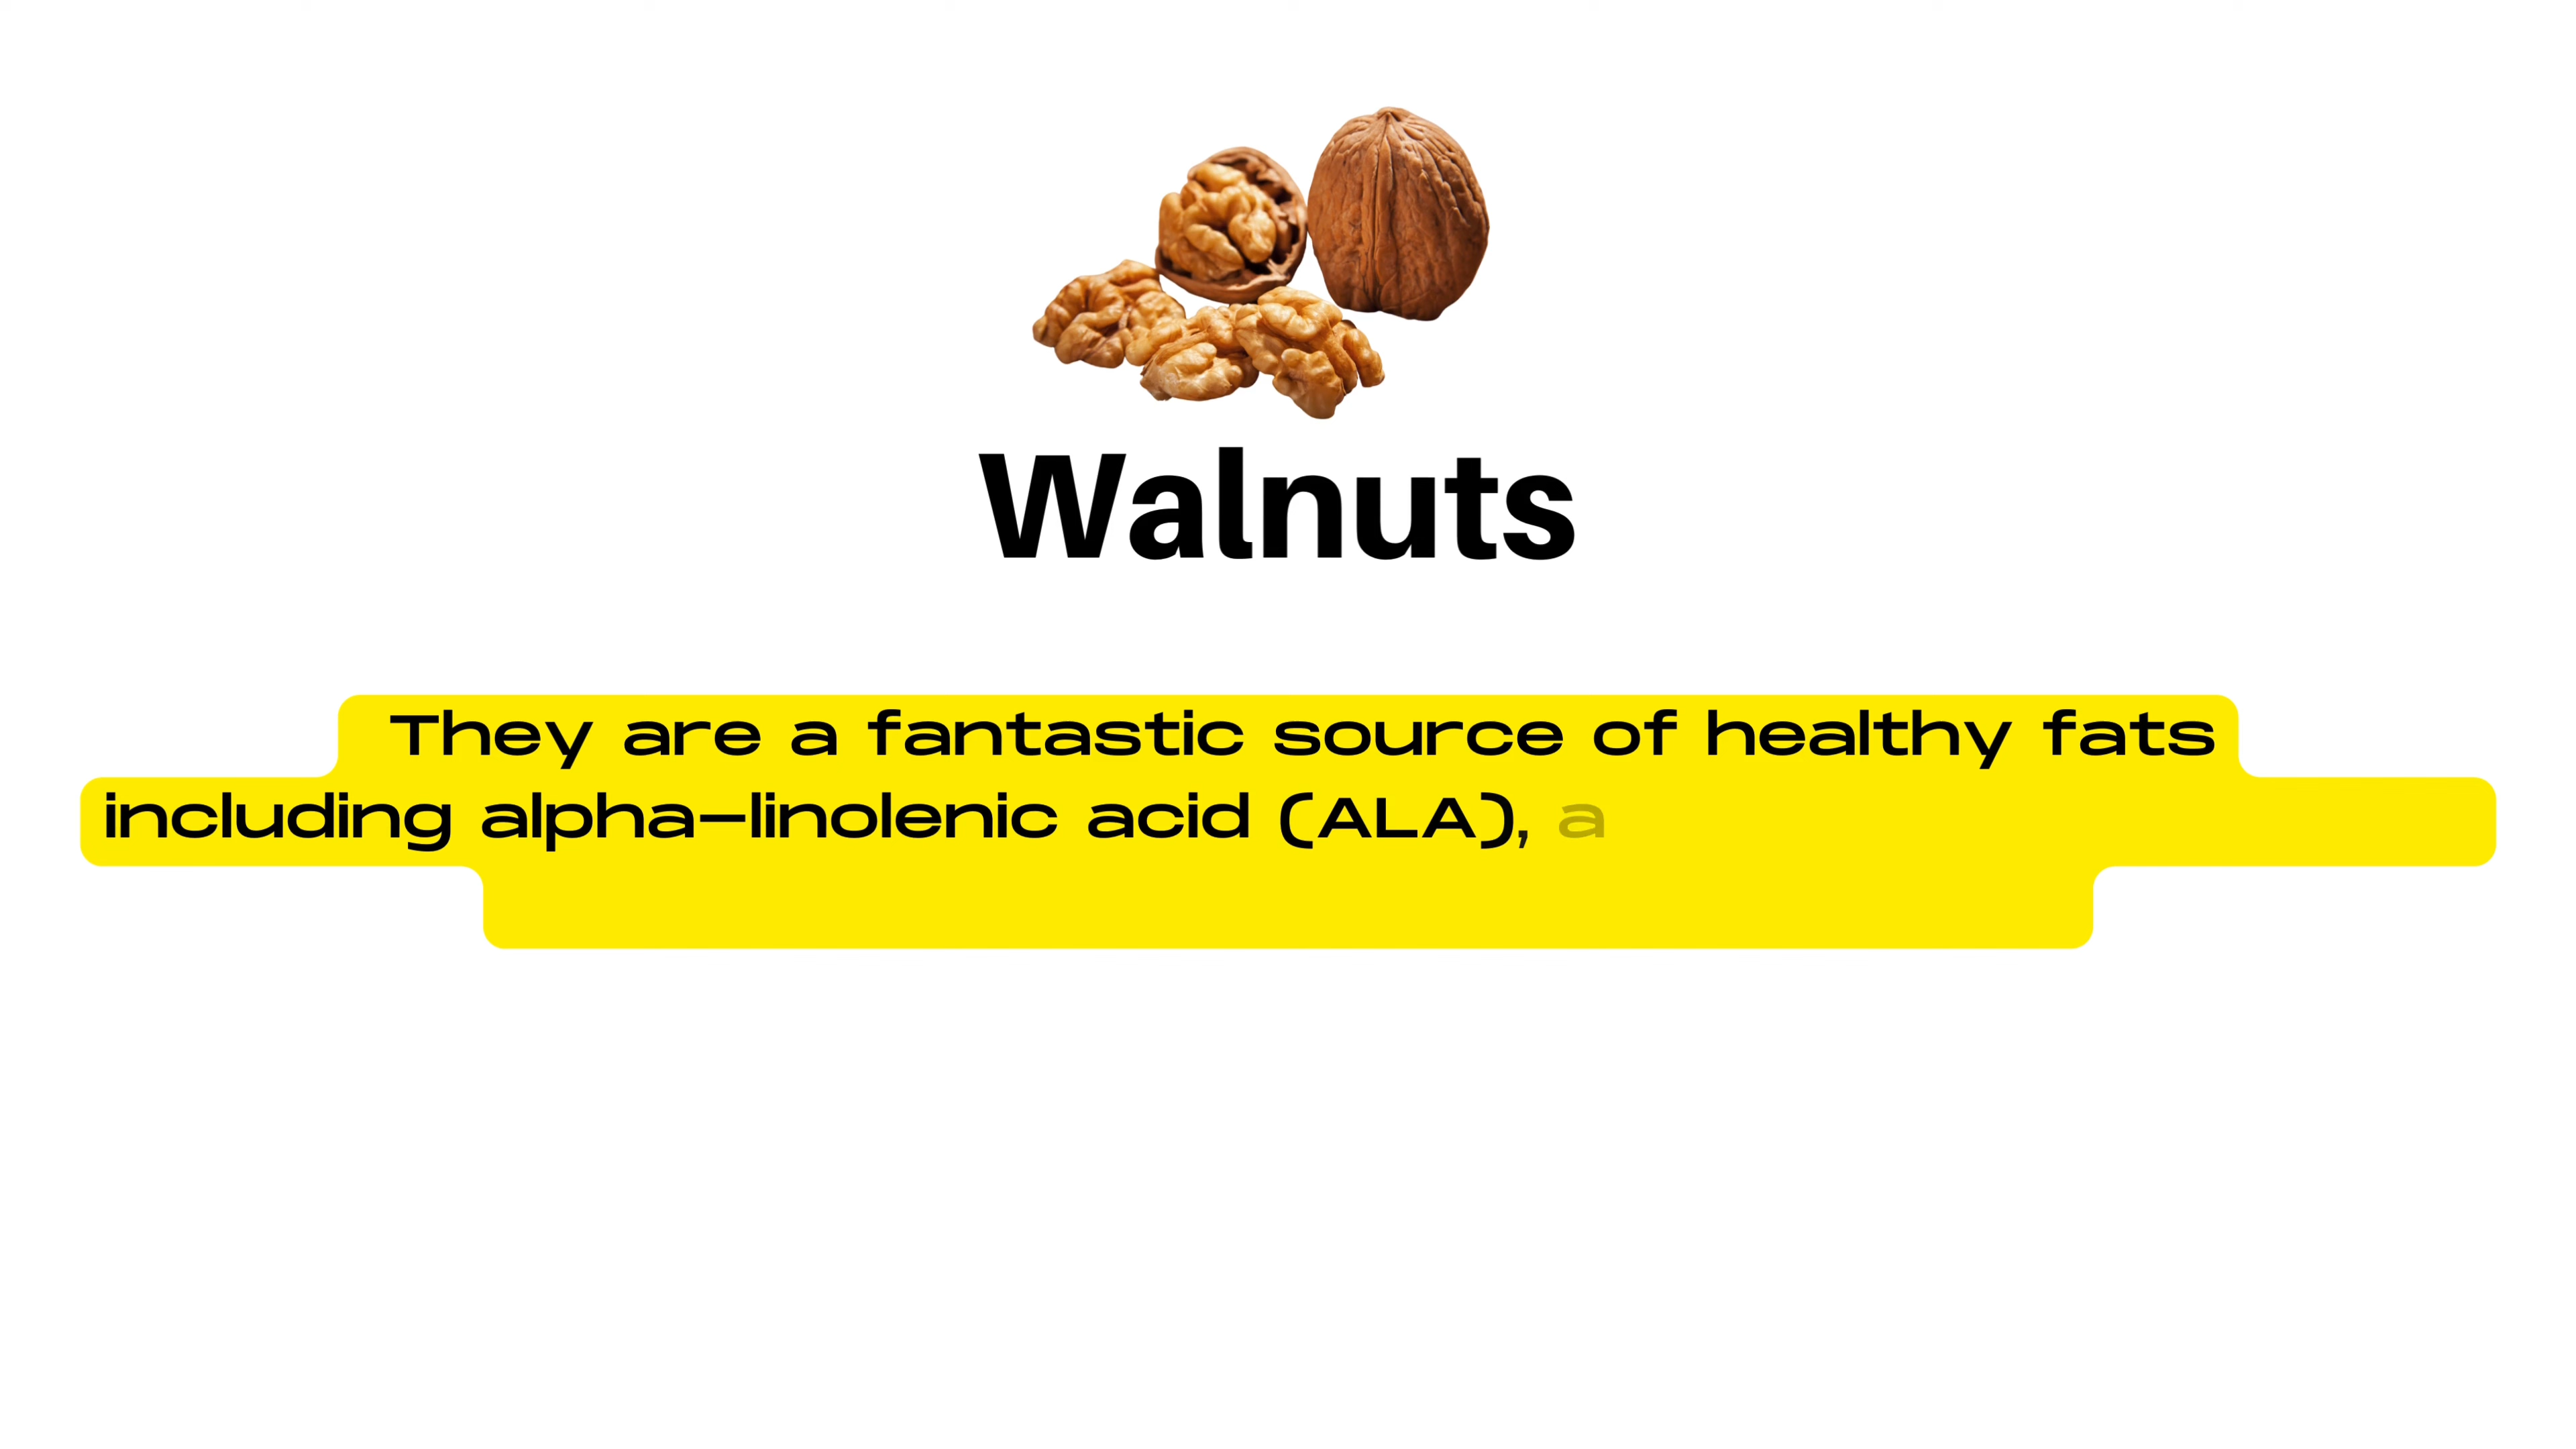 Walnuts
They are a fantastic source of healthy fats
including alpha-linolenic acid (ALA), a